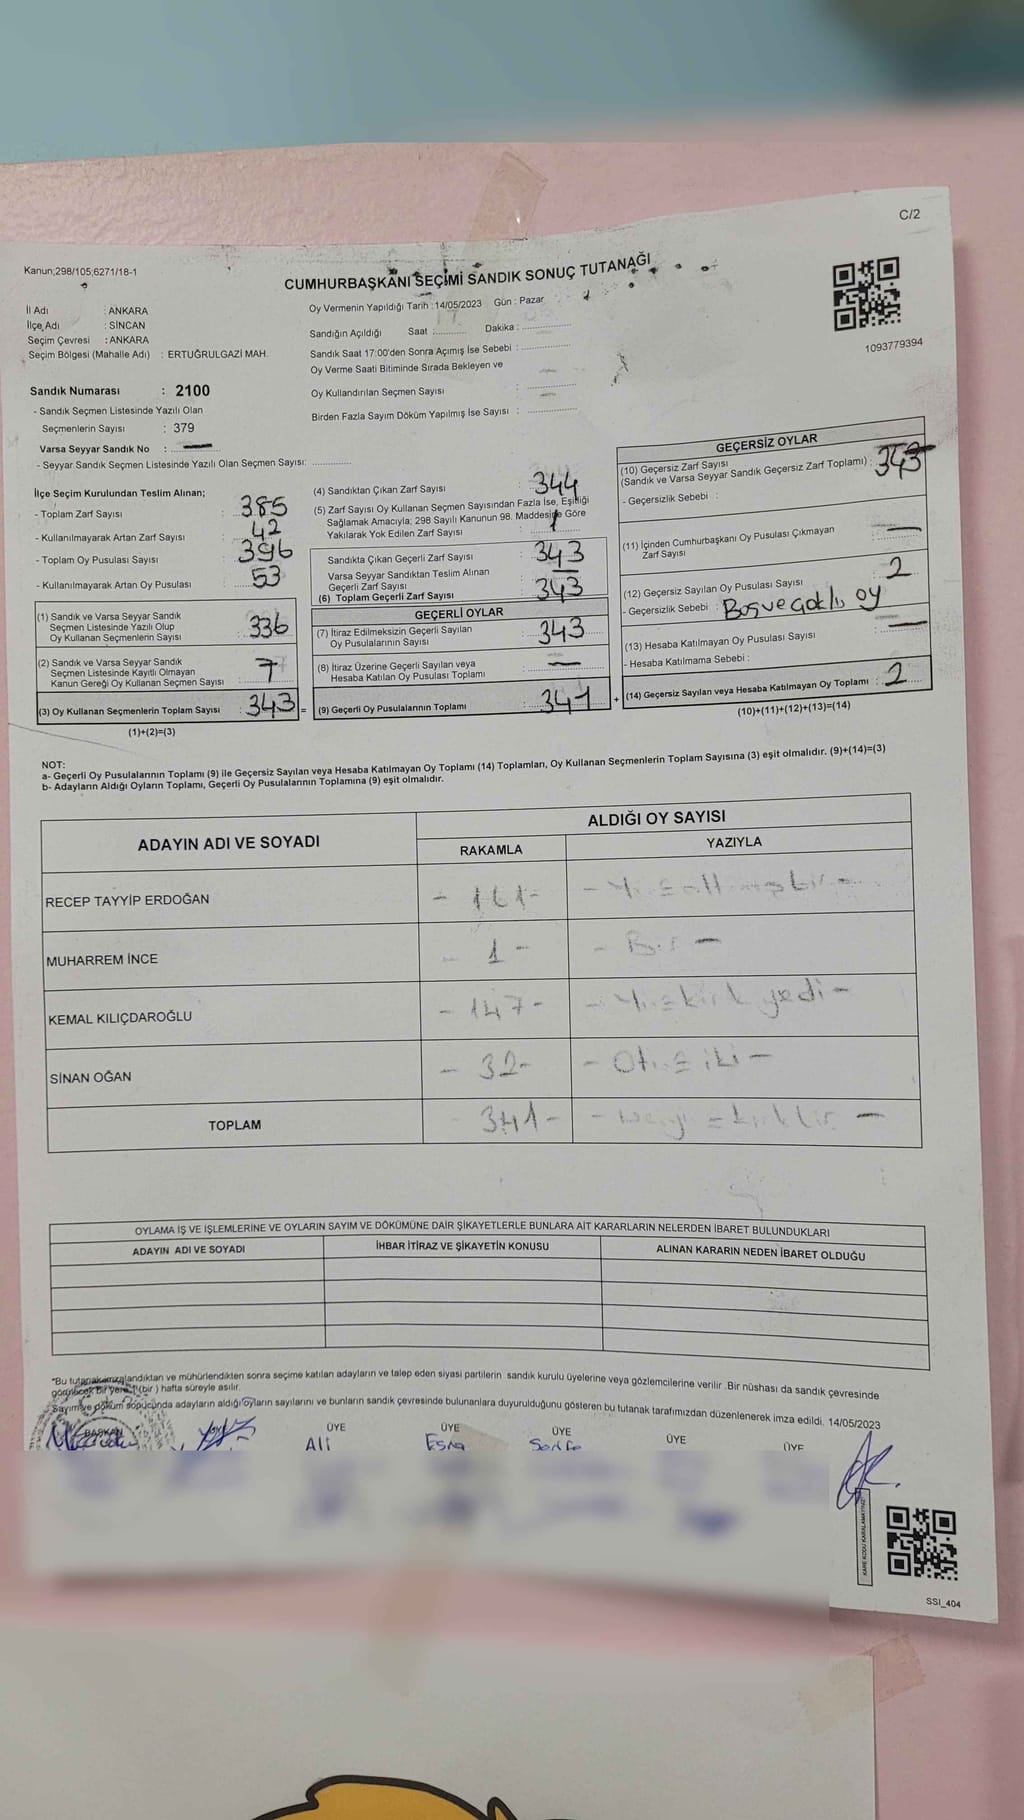 C/2
Kanun;298/105;6271/18-1
CUMHURBAŞKANI SEÇİMİ SANDIK SONUÇ TUTANAĞI
1093779394
İl Adı : ANKARA
İlçe Adı : SİNCAN
Seçim Çevresi : ANKARA
Seçim Bölgesi (Mahalle Adı) : ERTUĞRULGAZİ MAH.
Oy Vermenin Yapıldığı Tarih :14/05/2023 Gün : Pazar
Sandığın Açıldığı Saat : Dakika :
Sandık Saat 17:00'den Sonra Açımış İse Sebebi :
Oy Verme Saati Bitiminde Sırada Bekleyen ve
Oy Kullandırılan Seçmen Sayısı :
Birden Fazla Sayım Döküm Yapılmış İse Sayısı :
Sandık Numarası : 2100
- Sandık Seçmen Listesinde Yazılı Olan
Seçmenlerin Sayısı : 379
Varsa Seyyar Sandık No : —
- Seyyar Sandık Seçmen Listesinde Yazılı Olan Seçmen Sayısı:
İlçe Seçim Kurulundan Teslim Alınan;
- Toplam Zarf Sayısı : 385
- Kullanılmayarak Artan Zarf Sayısı : 42
- Toplam Oy Pusulası Sayısı : 396
- Kullanılmayarak Artan Oy Pusulası : 53
(1) Sandık ve Varsa Seyyar Sandık
Seçmen Listesinde Yazılı Olup
Oy Kullanan Seçmenlerin Sayısı : 336
(2) Sandık ve Varsa Seyyar Sandık
Seçmen Listesinde Kayıtlı Olmayan
Kanun Gereği Oy Kullanan Seçmen Sayısı : 7
(3) Oy Kullanan Seçmenlerin Toplam Sayısı : 343 =
(1)+(2)=(3)
(4) Sandıktan Çıkan Zarf Sayısı : 344
(5) Zarf Sayısı Oy Kullanan Seçmen Sayısından Fazla İse, Eşitliği
Sağlamak Amacıyla; 298 Sayılı Kanunun 98. Maddesine Göre
Yakılarak Yok Edilen Zarf Sayısı : 1
Sandıkta Çıkan Geçerli Zarf Sayısı : 343
Varsa Seyyar Sandıktan Teslim Alınan
Geçerli Zarf Sayısı : —
(6) Toplam Geçerli Zarf Sayısı : 343
GEÇERLİ OYLAR
(7) İtiraz Edilmeksizin Geçerli Sayılan
Oy Pusulalarının Sayısı : 343
(8) İtiraz Üzerine Geçerli Sayılan veya
Hesaba Katılan Oy Pusulası Toplamı : —
(9) Geçerli Oy Pusulalarının Toplamı : 341 +
GEÇERSİZ OYLAR
(10) Geçersiz Zarf Sayısı
(Sandık ve Varsa Seyyar Sandık Geçersiz Zarf Toplamı) : 343
- Geçersizlik Sebebi :
(11) İçinden Cumhurbaşkanı Oy Pusulası Çıkmayan
Zarf Sayısı : —
(12) Geçersiz Sayılan Oy Pusulası Sayısı : 2
- Geçersizlik Sebebi : Boş ve çoklu oy
(13) Hesaba Katılmayan Oy Pusulası Sayısı : —
- Hesaba Katılmama Sebebi :
(14) Geçersiz Sayılan veya Hesaba Katılmayan Oy Toplamı : 2
(10)+(11)+(12)+(13)=(14)
NOT:
a- Geçerli Oy Pusulalarının Toplamı (9) ile Geçersiz Sayılan veya Hesaba Katılmayan Oy Toplamı (14) Toplamları, Oy Kullanan Seçmenlerin Toplam Sayısına (3) eşit olmalıdır. (9)+(14)=(3)
b- Adayların Aldığı Oyların Toplamı, Geçerli Oy Pusulalarının Toplamına (9) eşit olmalıdır.
ADAYIN ADI VE SOYADI ALDIĞI OY SAYISI
RAKAMLA YAZIYLA
RECEP TAYYİP ERDOĞAN - 161 - - Yüzaltmışbir -
MUHARREM İNCE - 1 - - Bir -
KEMAL KILIÇDAROĞLU - 147 - - Yüzkırk yedi -
SİNAN OĞAN - 32 - - Otuz iki -
TOPLAM - 341 -
OYLAMA İŞ VE İŞLEMLERİNE VE OYLARIN SAYIM VE DÖKÜMÜNE DAİR ŞİKAYETLERLE BUNLARA AİT KARARLARIN NELERDEN İBARET BULUNDUKLARI
ADAYIN ADI VE SOYADI İHBAR İTİRAZ VE ŞİKAYETİN KONUSU ALINAN KARARIN NEDEN İBARET OLDUĞU
*Bu tutanak imzalandıktan ve mühürlendikten sonra seçime katılan adayların ve talep eden siyasi partilerin sandık kurulu üyelerine veya gözlemcilerine verilir .Bir nüshası da sandık çevresinde
görülecek bir yere 1 (bir ) hafta süreyle asılır.
Sayım ve döküm sonucunda adayların aldığı oyların sayılarını ve bunların sandık çevresinde bulunanlara duyurulduğunu gösteren bu tutanak tarafımızdan düzenlenerek imza edildi. 14/05/2023
BAŞKAN ÜYE ÜYE ÜYE ÜYE ÜYE
Ali Esra
KARE KODU KARALAMAYINIZ
SSI_404